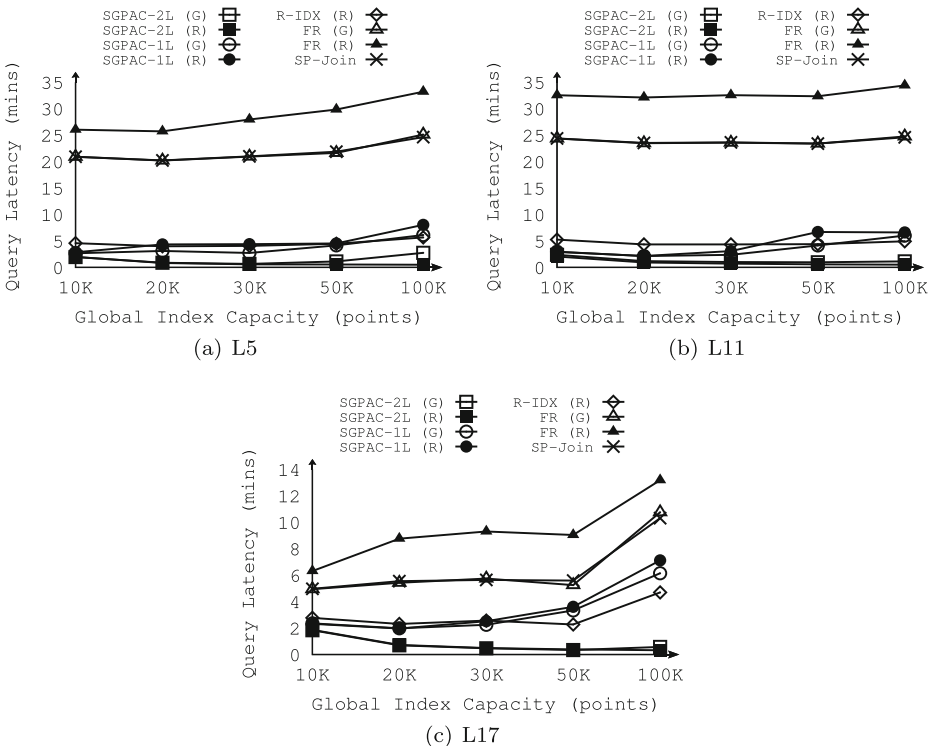 SGPAC-2L (G) R-IDX (R)
SGPAC-2L (R) FR (G)
SGPAC-1L (G) FR (R)
SGPAC-1L (R) SP-Join
Query Latency (mins)
35
30
25
20
15
10
5
0
10K 20K 30K 50K 100K
Global Index Capacity (points)
(a) L5
SGPAC-2L (G) R-IDX (R)
SGPAC-2L (R) FR (G)
SGPAC-1L (G) FR (R)
SGPAC-1L (R) SP-Join
Query Latency (mins)
35
30
25
20
15
10
5
0
10K 20K 30K 50K 100K
Global Index Capacity (points)
(b) L11
SGPAC-2L (G) R-IDX (R)
SGPAC-2L (R) FR (G)
SGPAC-1L (G) FR (R)
SGPAC-1L (R) SP-Join
Query Latency (mins)
14
12
10
8
6
4
2
0
10K 20K 30K 50K 100K
Global Index Capacity (points)
(c) L17